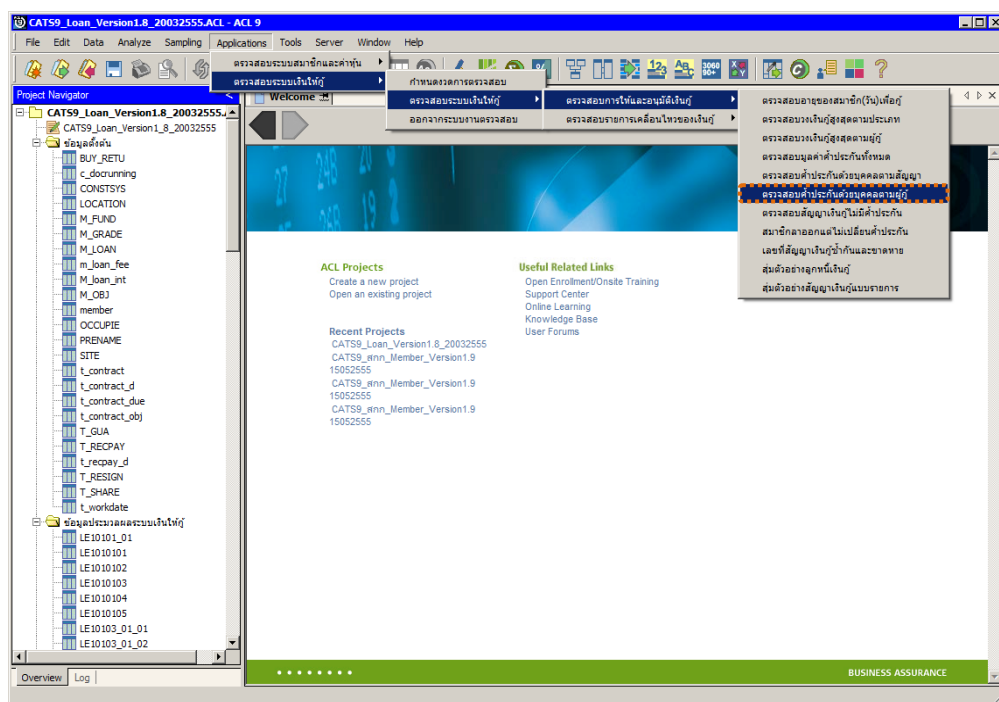 CATS9_Loan_Version1.8_20032555.ACL - ACL 9
File Edit Data Analyze Sampling Applications Tools Server Window Help
ตรวจสอบระบบสมาชิกและค่าหุ้น
ตรวจสอบระบบเงินให้กู้
กำหนดงวดการตรวจสอบ
ตรวจสอบระบบเงินให้กู้
ออกจากระบบงานตรวจสอบ
ตรวจสอบการให้และอนุมัติเงินกู้
ตรวจสอบรายการเคลื่อนไหวของเงินกู้
ตรวจสอบอายุของสมาชิก(วัน)เพื่อกู้
ตรวจสอบวงเงินกู้สูงสุดตามประเภท
ตรวจสอบวงเงินกู้สูงสุดตามผู้กู้
ตรวจสอบมูลค่าค้ำประกันทั้งหมด
ตรวจสอบค้ำประกันด้วยบุคคลตามสัญญา
ตรวจสอบค้ำประกันด้วยบุคคลตามผู้กู้
ตรวจสอบสัญญาเงินกู้ไม่มีค้ำประกัน
สมาชิกลาออกแต่ไม่เปลี่ยนค้ำประกัน
เลขที่สัญญาเงินกู้ซ้ำกันและขาดหาย
สุ่มตัวอย่างลูกหนี้เงินกู้
สุ่มตัวอย่างสัญญาเงินกู้แบบรายการ
Project Navigator
Welcome
CATS9_Loan_Version1.8_20032555.
CATS9_Loan_Version1_8_20032555
ข้อมูลตั้งต้น
BUY_RETU
c_docrunning
CONSTSYS
LOCATION
M_FUND
M_GRADE
M_LOAN
m_loan_fee
M_loan_int
M_OBJ
member
OCCUPIE
PRENAME
SITE
t_contract
t_contract_d
t_contract_due
t_contract_obj
T_GUA
T_RECPAY
t_recpay_d
T_RESIGN
T_SHARE
t_workdate
ข้อมูลประมวลผลระบบเงินให้กู้
LE10101_01
LE1010101
LE1010102
LE1010103
LE1010104
LE1010105
LE10103_01_01
LE10103_01_02
Overview Log
ACL Projects
Create a new project
Open an existing project
Recent Projects
CATS9_Loan_Version1.8_20032555
CATS9_สกก_Member_Version1.9
15052555
CATS9_สกก_Member_Version1.9
15052555
CATS9_สกก_Member_Version1.9
15052555
Useful Related Links
Open Enrollment/Onsite Training
Support Center
Online Learning
Knowledge Base
User Forums
BUSINESS ASSURANCE